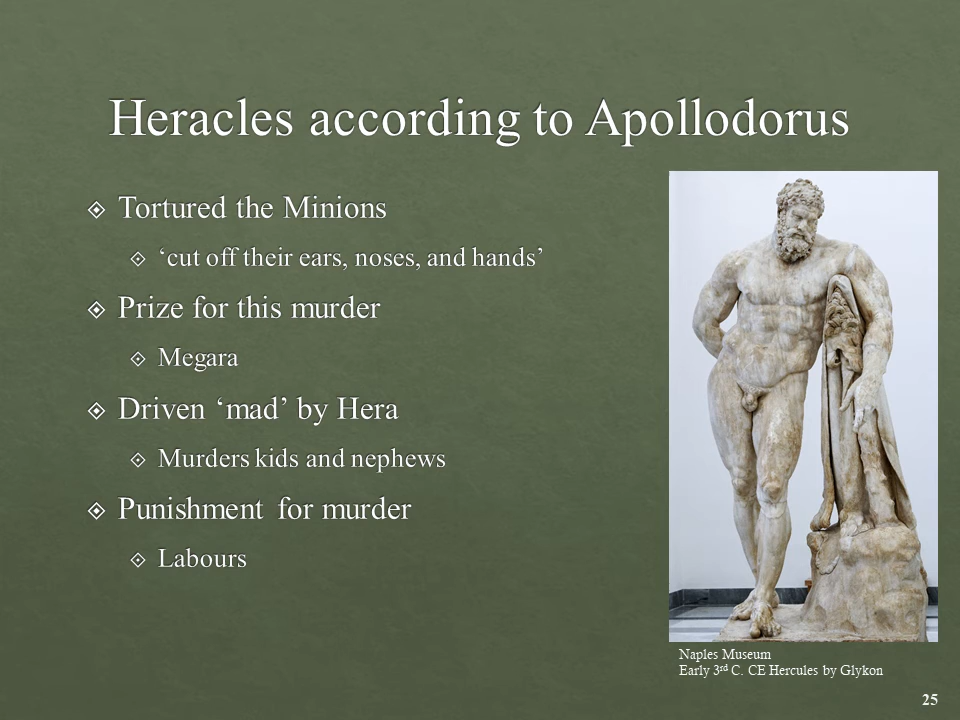 Heracles according to Apollodorus
Tortured the Minions
‘cut off their ears, noses, and hands’
Prize for this murder
Megara
Driven ‘mad’ by Hera
Murders kids and nephews
Punishment for murder
Labours
Naples Museum
Early 3rd C. CE Hercules by Glykon
25